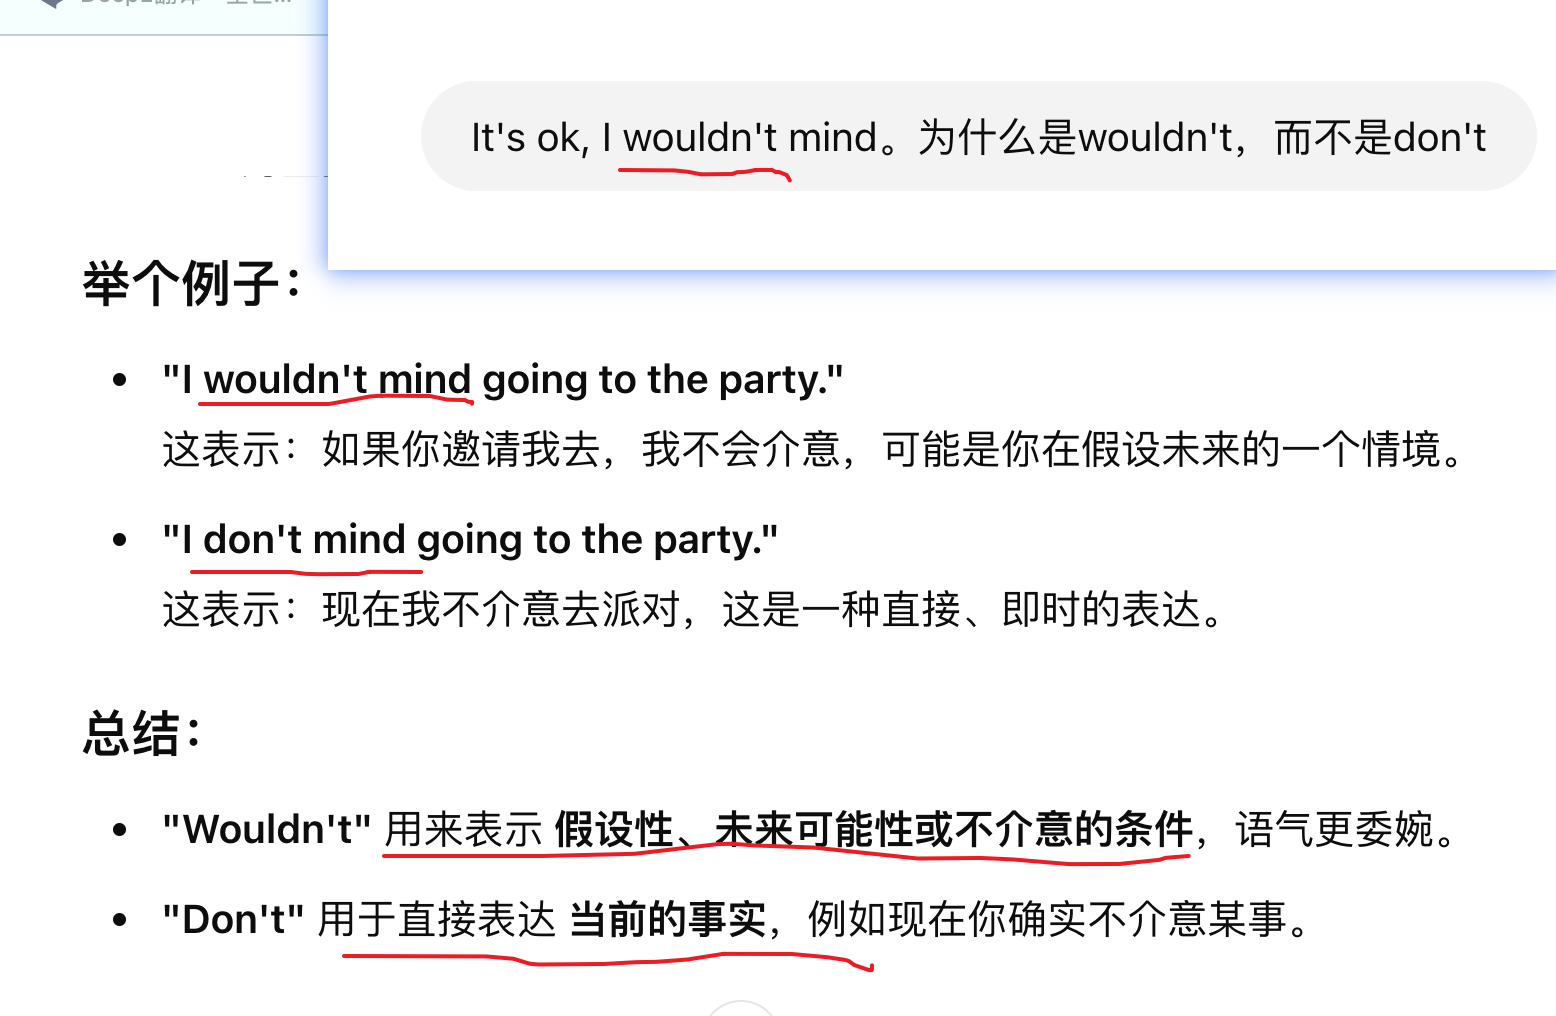 It's ok, I wouldn't mind。为什么是wouldn't，而不是don't
举个例子：
"I wouldn't mind going to the party."
这表示：如果你邀请我去，我不会介意，可能是你在假设未来的一个情境。
"I don't mind going to the party."
这表示：现在我不介意去派对，这是一种直接、即时的表达。
总结：
"Wouldn't" 用来表示 假设性、未来可能性或不介意的条件，语气更委婉。
"Don't" 用于直接表达 当前的事实，例如现在你确实不介意某事。